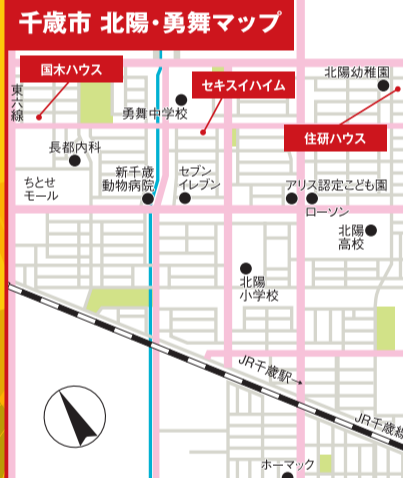 千歳市 北陽・勇舞マップ
国木ハウス
セキスイハイム
北陽幼稚園
東六線
勇舞中学校
住研ハウス
長都内科
ちとせ
モール
新千歳
動物病院
セブン
イレブン
アリス認定こども園
ローソン
北陽
高校
北陽
小学校
JR千歳駅→
JR千歳線
ホーマック